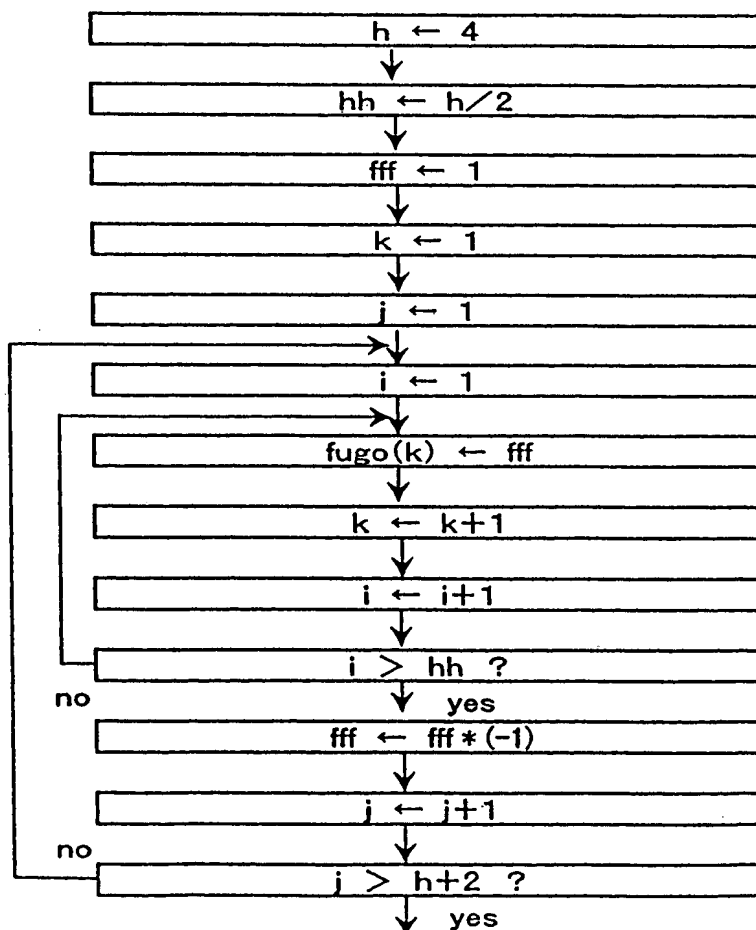 h ← 4
hh ← h/2
fff ← 1
k ← 1
j ← 1
i ← 1
fugo(k) ← fff
k ← k+1
i ← i+1
i > hh ?
no
yes
fff ← fff*(-1)
j ← j+1
no
j > h+2 ?
yes